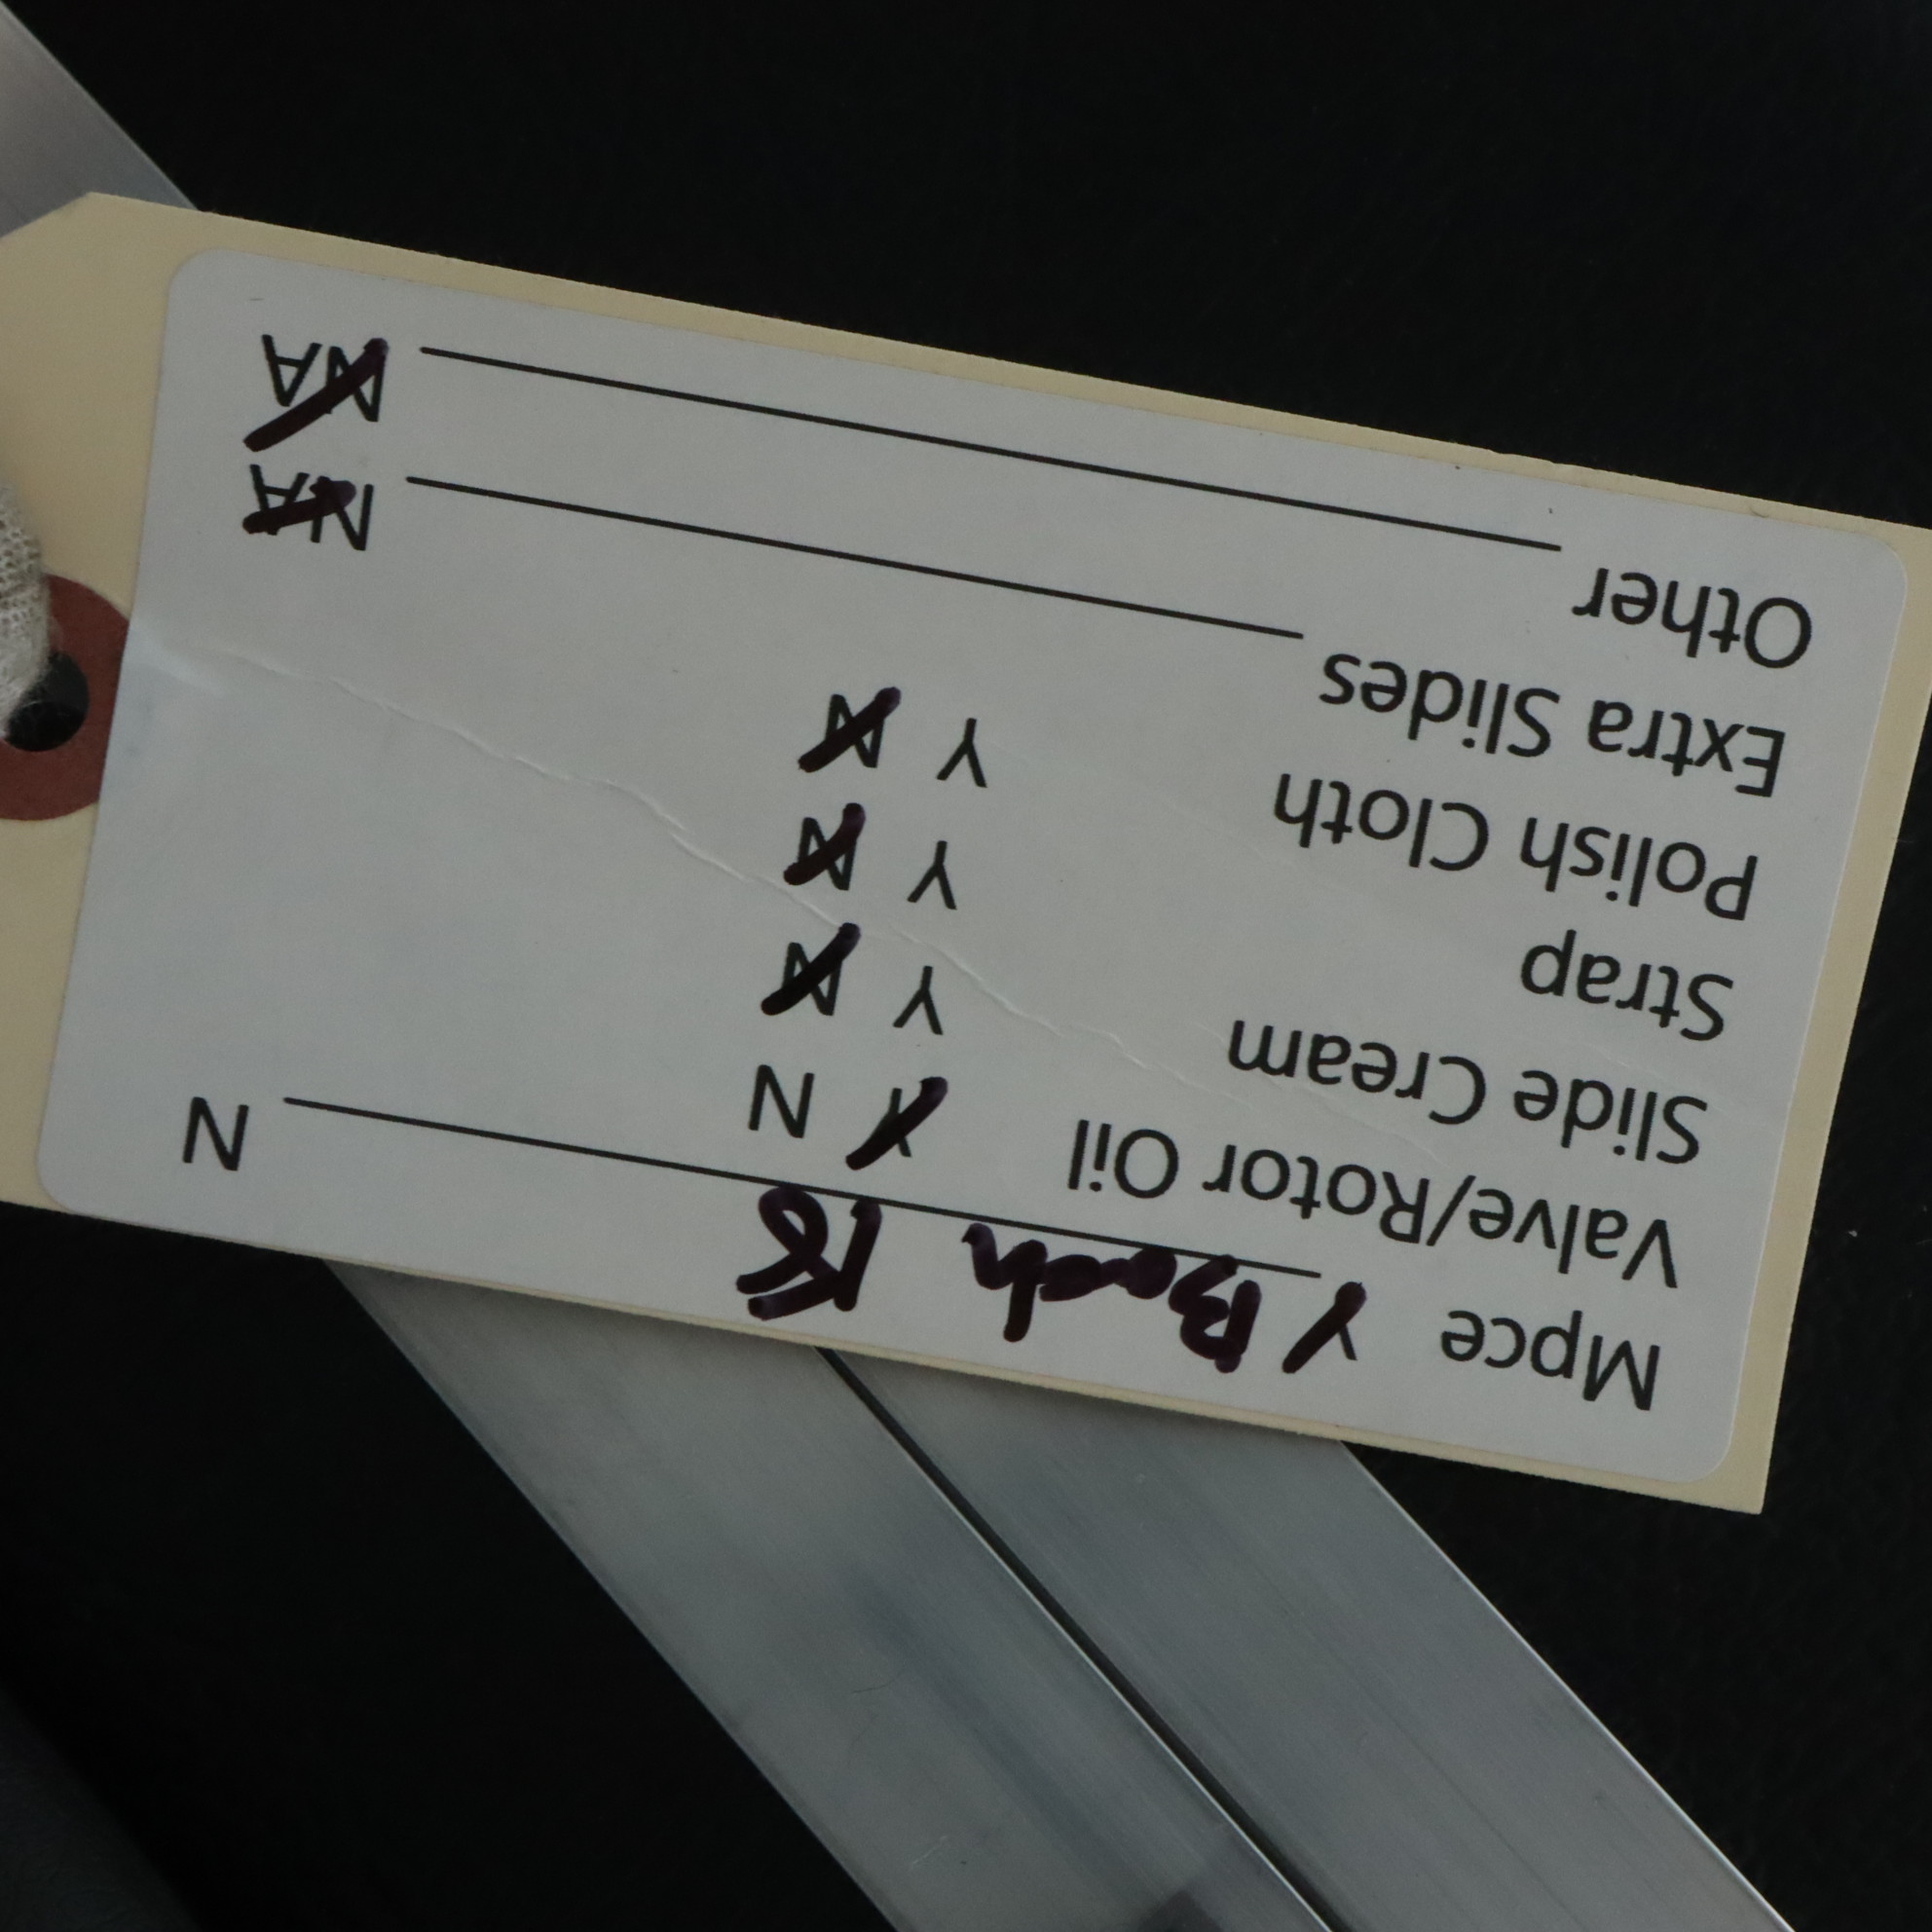 Mpce Y Bach 18 N
Valve/Rotor Oil Y N
Slide Cream Y N
Strap Y N
Polish Cloth Y N
Extra Slides NA
Other NA